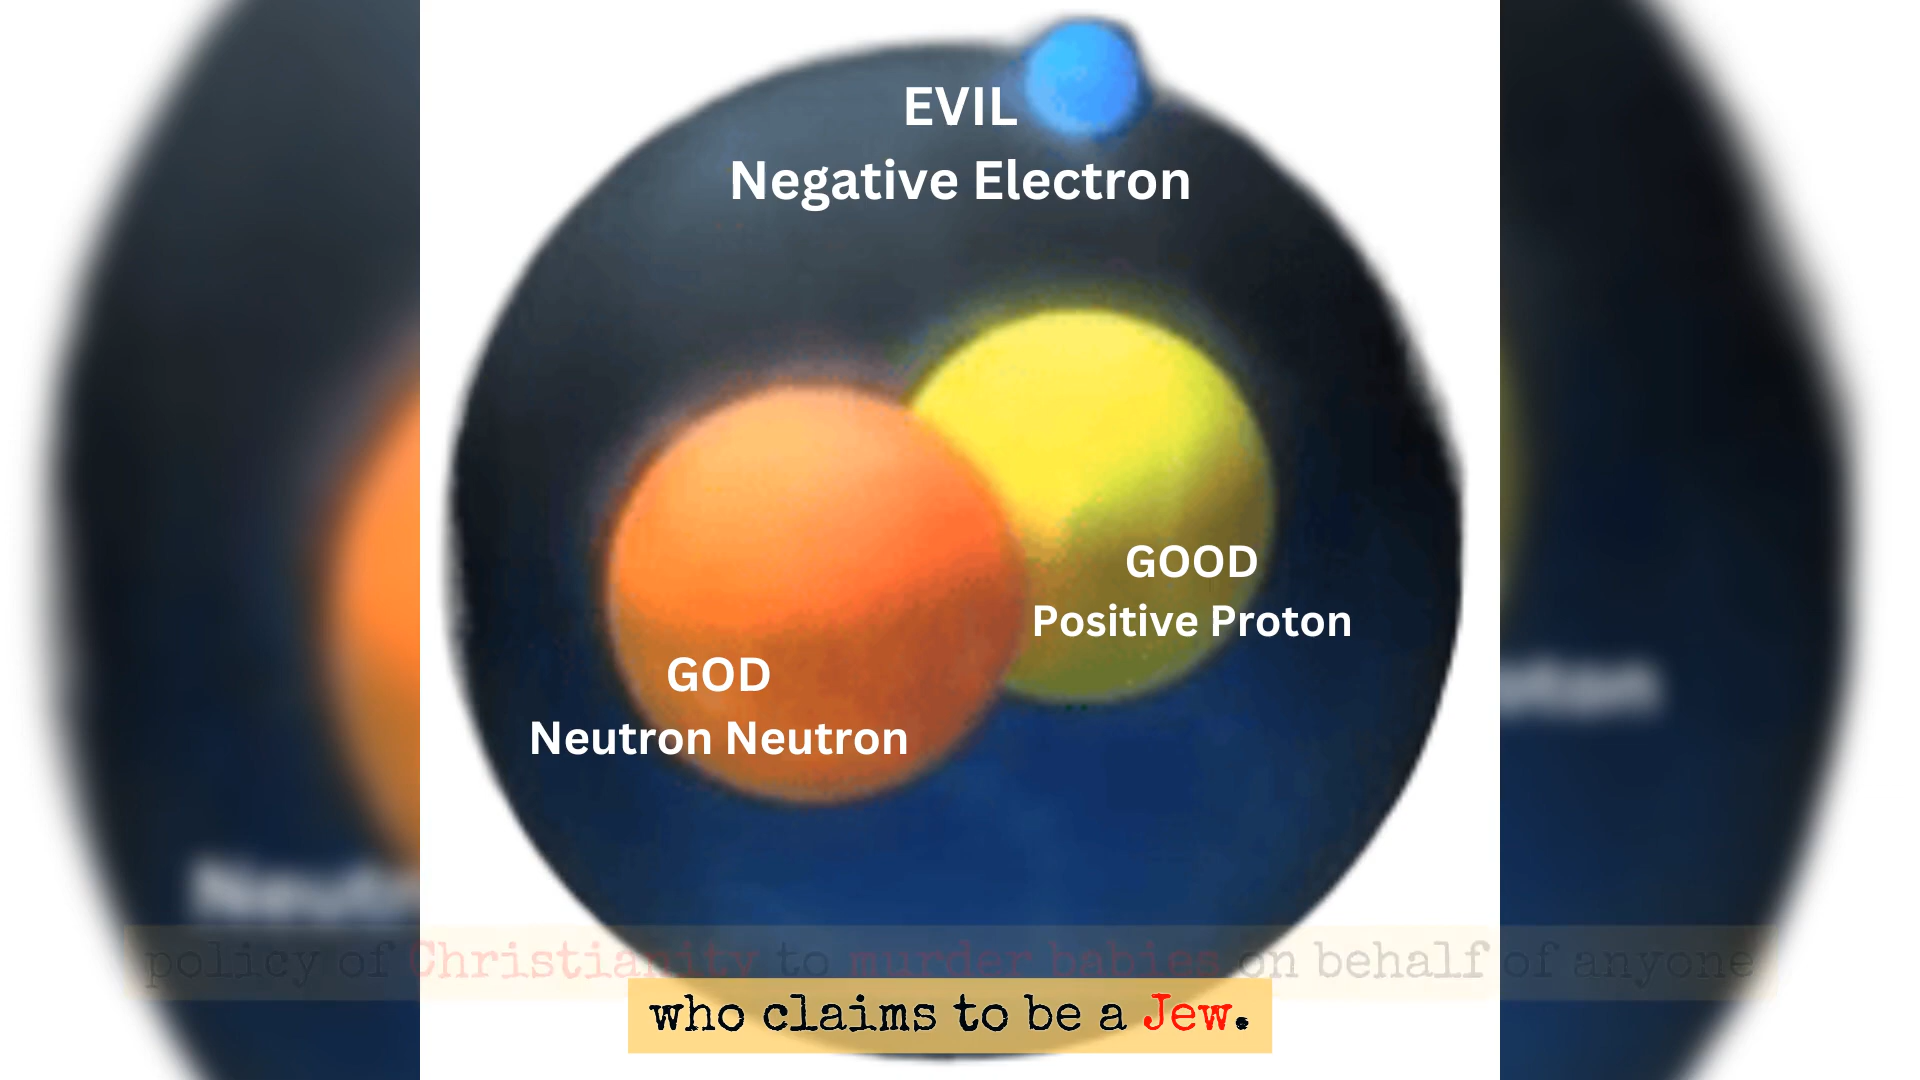 EVIL
Negative Electron
GOOD
Positive Proton
GOD
Neutron Neutron
policy of Christianity to murder babies on behalf of anyone
who claims to be a Jew.